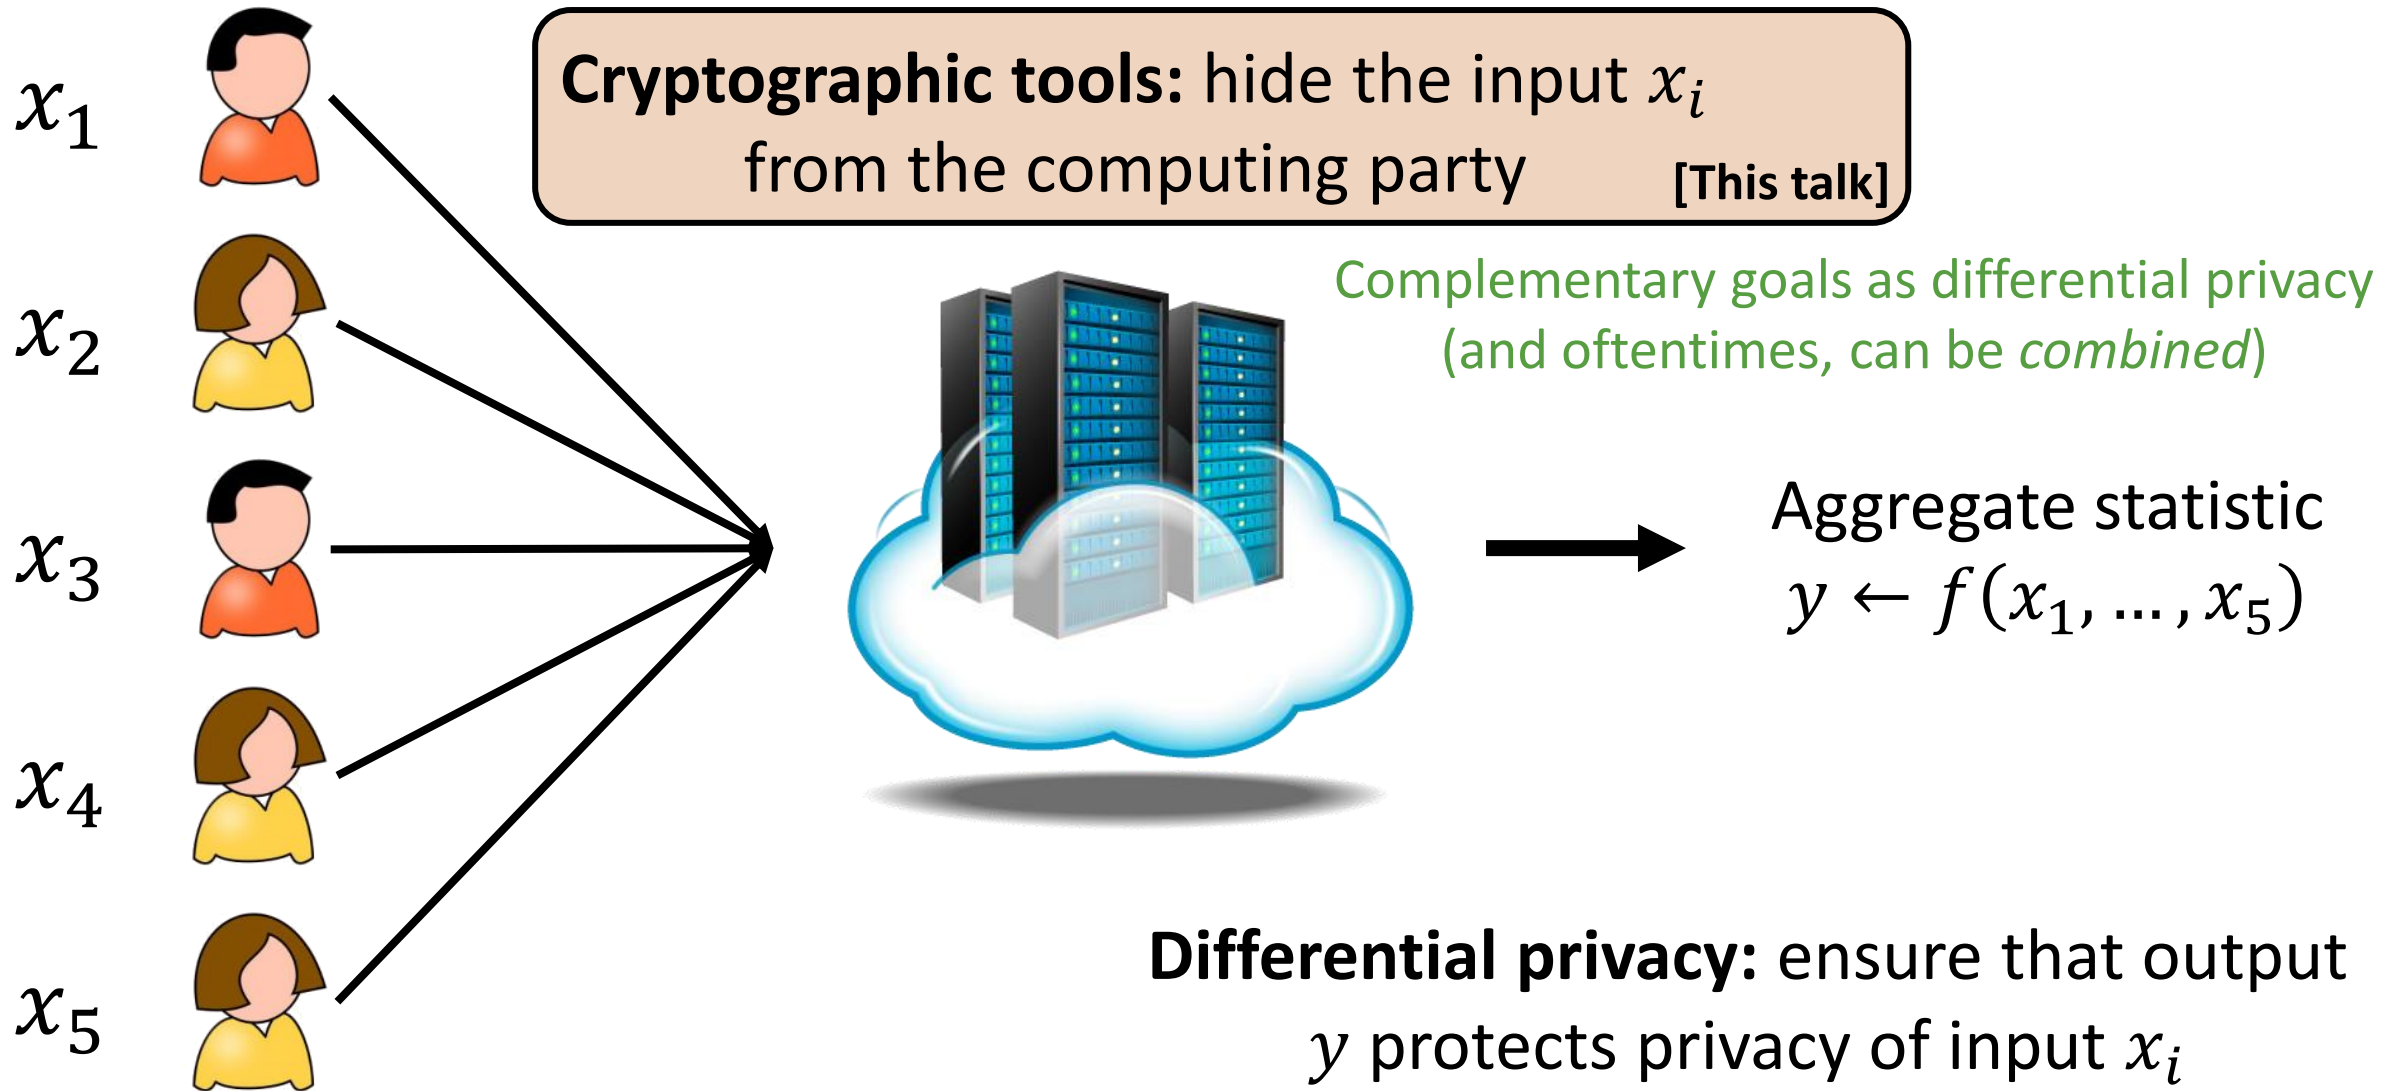 x₁
Cryptographic tools: hide the input xᵢ
from the computing party
[This talk]
x₂
Complementary goals as differential privacy
(and oftentimes, can be combined)
x₃
Aggregate statistic
y ← f(x₁, … , x₅)
x₄
x₅
Differential privacy: ensure that output
y protects privacy of input xᵢ